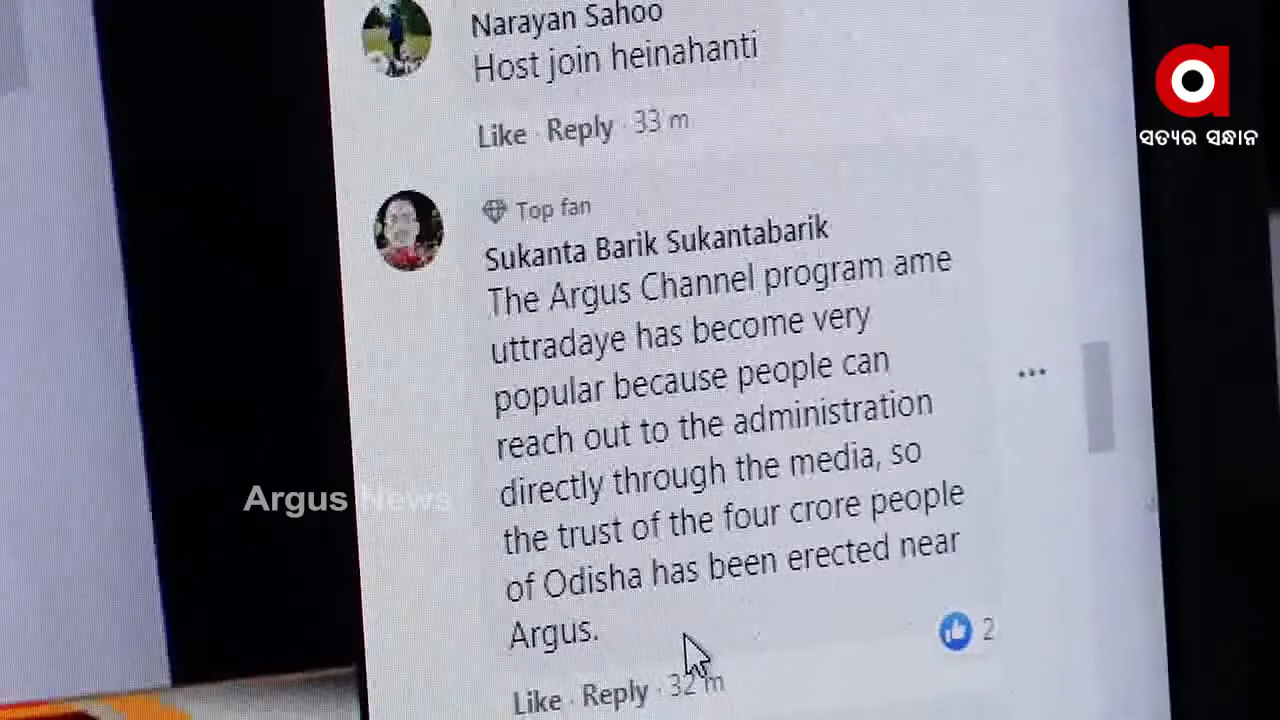 Narayan Sahoo
Host join heinahanti
Like · Reply · 33 m
Top fan
Sukanta Barik Sukantabarik
The Argus Channel program ame
uttradaye has become very
popular because people can
reach out to the administration
directly through the media, so
the trust of the four crore people
of Odisha has been erected near
Argus.
2
Like · Reply · 32 m
Argus News
ସତ୍ୟର ସନ୍ଧାନ